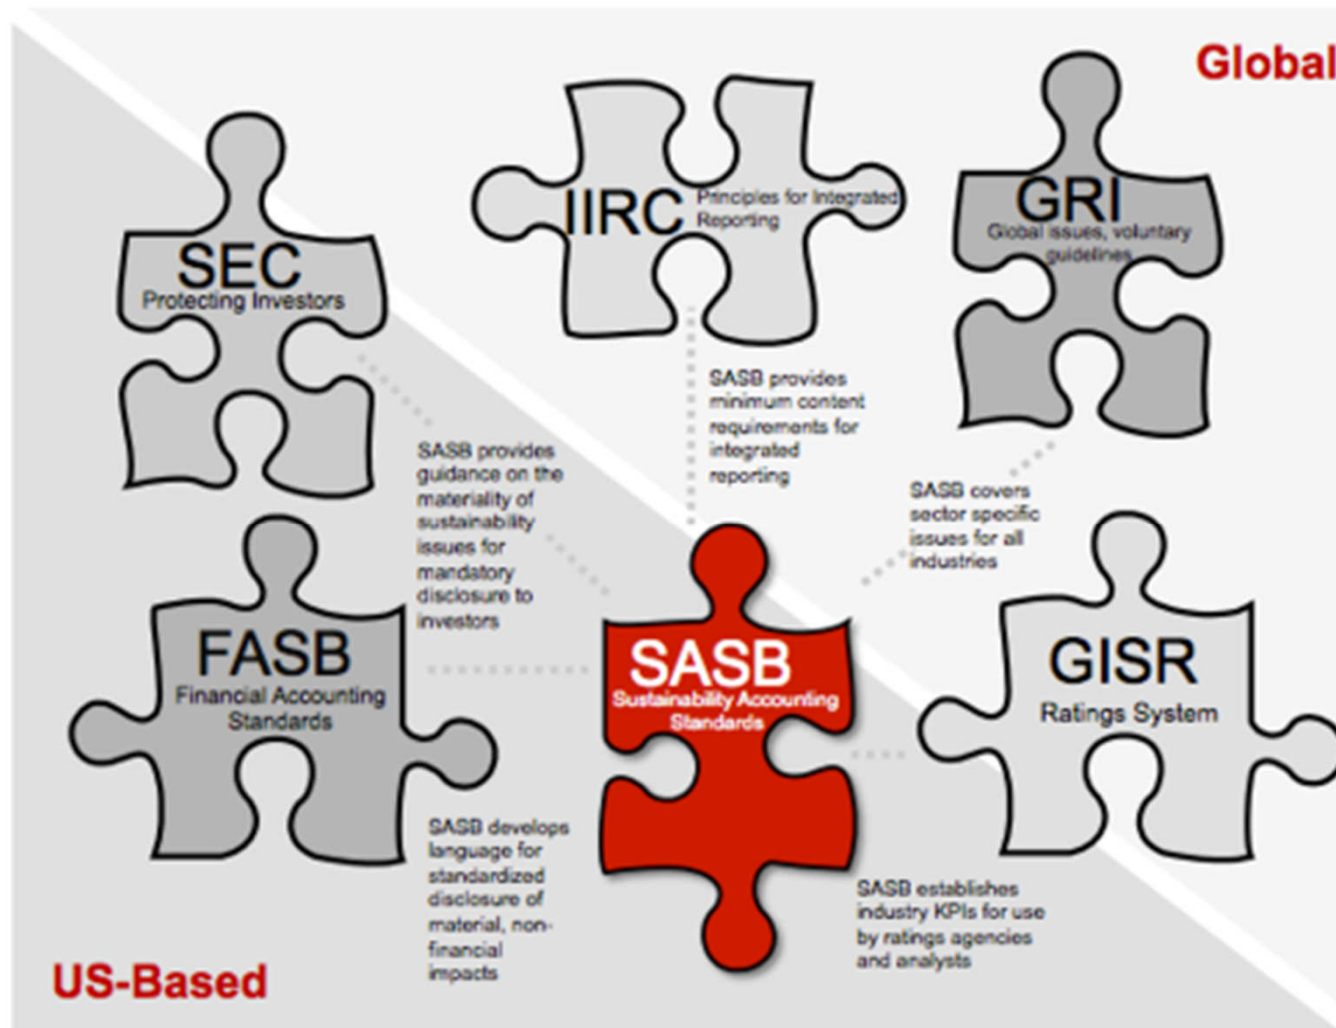 Global
SEC
Protecting Investors
IIRC
Principles for Integrated
Reporting
GRI
Global issues, voluntary
guidelines
SASB provides
guidance on the
materiality of
sustainability
issues for
mandatory
disclosure to
investors
SASB provides
minimum content
requirements for
integrated
reporting
SASB covers
sector specific
issues for all
industries
FASB
Financial Accounting
Standards
SASB
Sustainability Accounting
Standards
GISR
Ratings System
SASB develops
language for
standardized
disclosure of
material, non-
financial
impacts
SASB establishes
industry KPIs for use
by ratings agencies
and analysts
US-Based